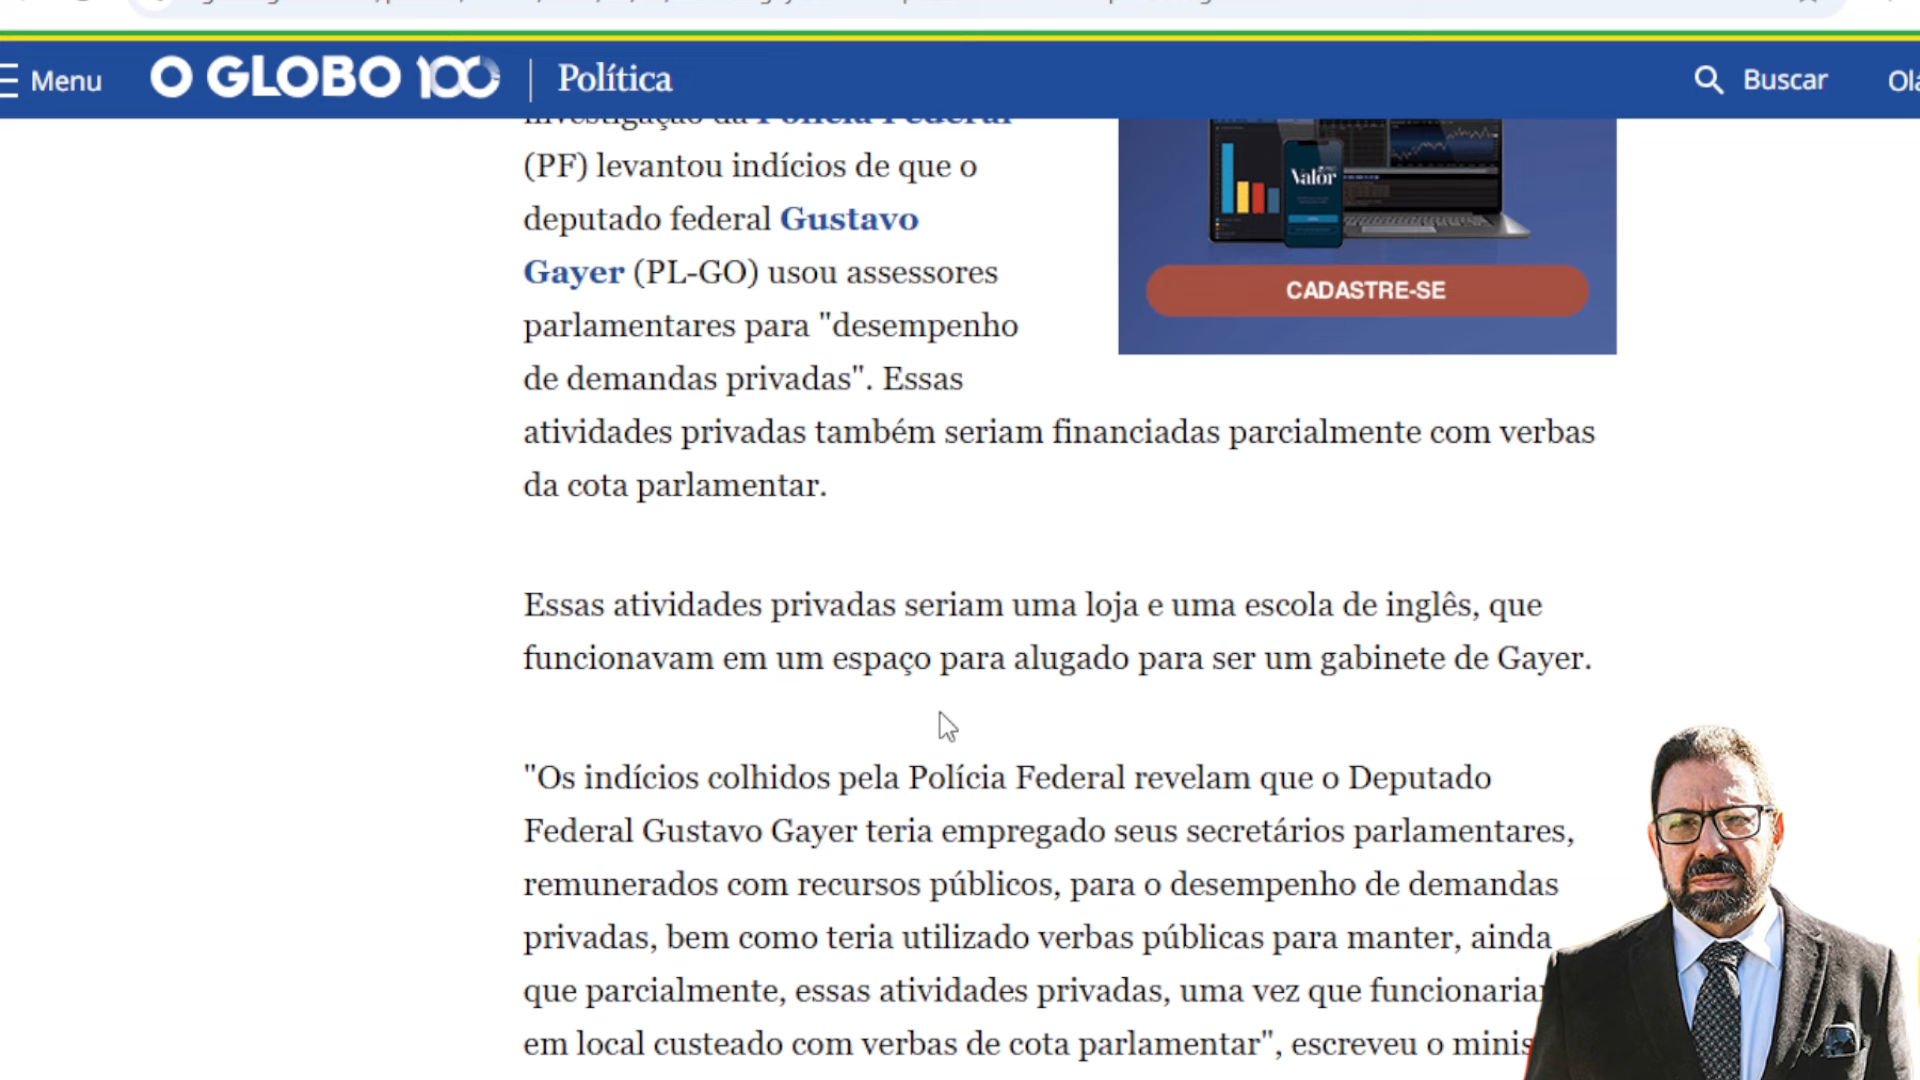 Menu
O GLOBO 100
Política
Buscar
investigação da Polícia Federal
(PF) levantou indícios de que o
deputado federal Gustavo
Gayer (PL-GO) usou assessores
parlamentares para "desempenho
de demandas privadas". Essas
atividades privadas também seriam financiadas parcialmente com verbas
da cota parlamentar.
Valor
CADASTRE-SE
Essas atividades privadas seriam uma loja e uma escola de inglês, que
funcionavam em um espaço para alugado para ser um gabinete de Gayer.
"Os indícios colhidos pela Polícia Federal revelam que o Deputado
Federal Gustavo Gayer teria empregado seus secretários parlamentares,
remunerados com recursos públicos, para o desempenho de demandas
privadas, bem como teria utilizado verbas públicas para manter, ainda
que parcialmente, essas atividades privadas, uma vez que funcionaria
em local custeado com verbas de cota parlamentar", escreveu o minis